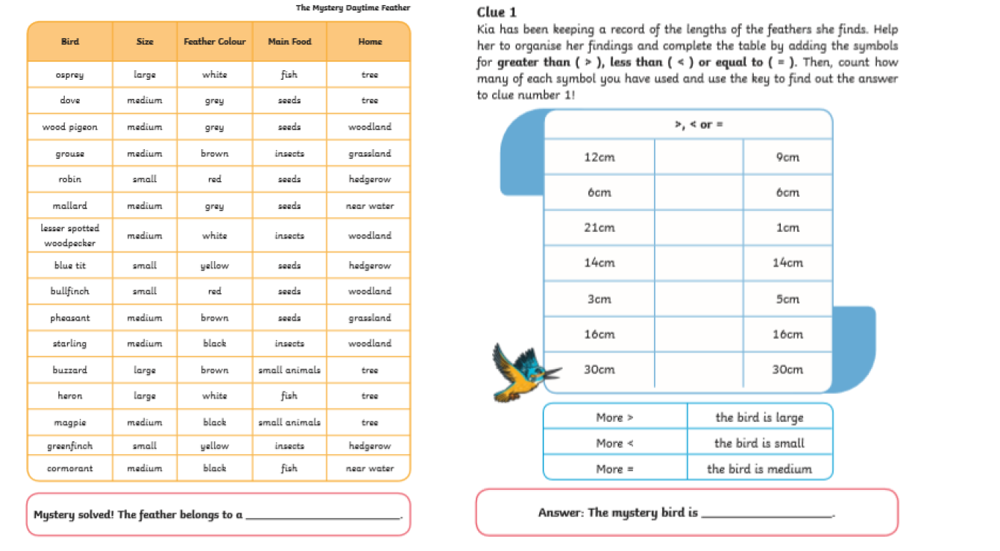 The Mystery Daytime Feather
Bird Size Feather Colour Main Food Home
osprey large white fish tree
dove medium grey seeds tree
wood pigeon medium grey seeds woodland
grouse medium brown insects grassland
robin small red seeds hedgerow
mallard medium grey seeds near water
lesser spotted
woodpecker medium white insects woodland
blue tit small yellow seeds hedgerow
bullfinch small red seeds woodland
pheasant medium brown seeds grassland
starling medium black insects woodland
buzzard large brown small animals tree
heron large white fish tree
magpie medium black small animals tree
greenfinch small yellow insects hedgerow
cormorant medium black fish near water
Mystery solved! The feather belongs to a ____________________.
Clue 1
Kia has been keeping a record of the lengths of the feathers she finds. Help
her to organise her findings and complete the table by adding the symbols
for greater than ( > ), less than ( < ) or equal to ( = ). Then, count how
many of each symbol you have used and use the key to find out the answer
to clue number 1!
>, < or =
12cm 9cm
6cm 6cm
21cm 1cm
14cm 14cm
3cm 5cm
16cm 16cm
30cm 30cm
More > the bird is large
More < the bird is small
More = the bird is medium
Answer: The mystery bird is ____________________.